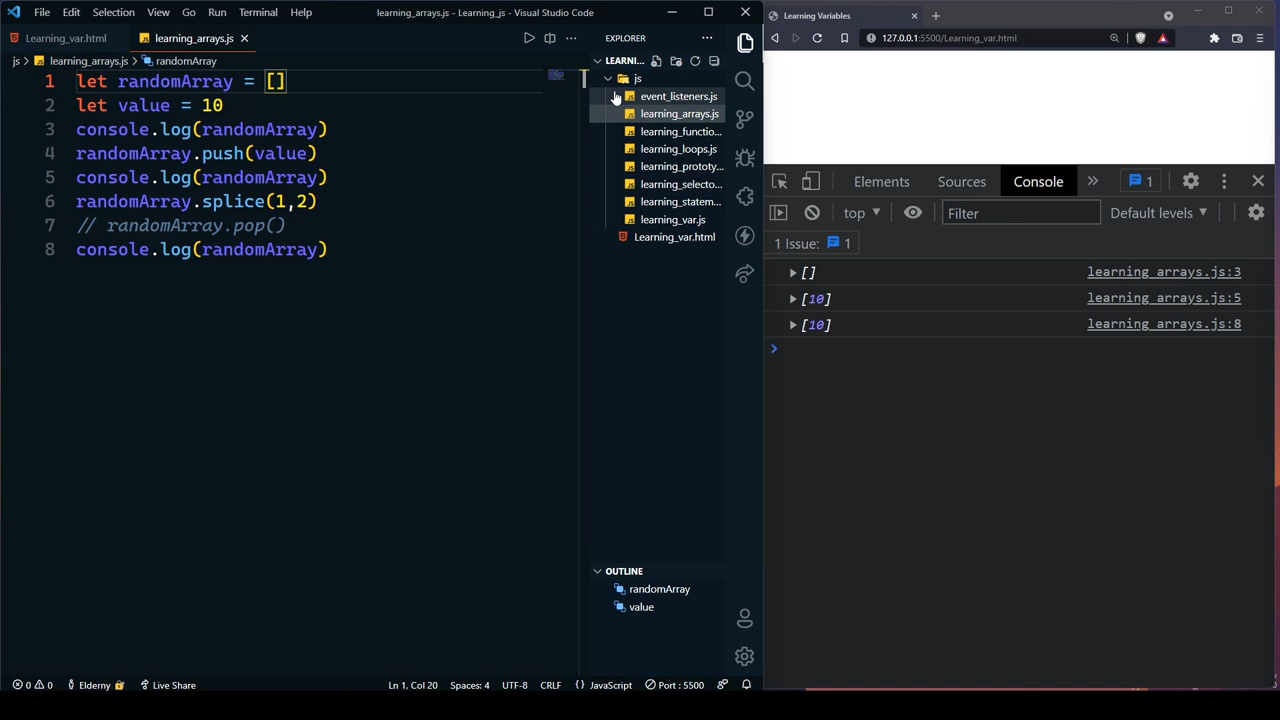 File Edit Selection View Go Run Terminal Help
learning_arrays.js - Learning_js - Visual Studio Code
Learning_var.html
learning_arrays.js
js > learning_arrays.js > randomArray
1 let randomArray = []
2 let value = 10
3 console.log(randomArray)
4 randomArray.push(value)
5 console.log(randomArray)
6 randomArray.splice(1,2)
7 // randomArray.pop()
8 console.log(randomArray)
EXPLORER
LEARNI...
js
event_listeners.js
learning_arrays.js
learning_functio...
learning_loops.js
learning_prototy...
learning_selecto...
learning_statem...
learning_var.js
Learning_var.html
OUTLINE
randomArray
value
0 0 Elderny Live Share
Ln 1, Col 20 Spaces: 4 UTF-8 CRLF {} JavaScript Port : 5500
Learning Variables
127.0.0.1:5500/Learning_var.html
Elements Sources Console 1
top Filter Default levels
1 Issue: 1
[] learning_arrays.js:3
[10] learning_arrays.js:5
[10] learning_arrays.js:8